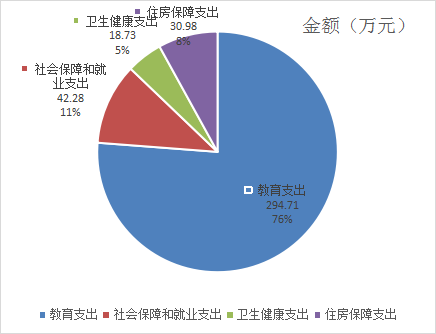 住房保障支出
30.98
8%
卫生健康支出
18.73
5%
金额（万元）
社会保障和就
业支出
42.28
11%
教育支出
294.71
76%
教育支出 社会保障和就业支出 卫生健康支出 住房保障支出